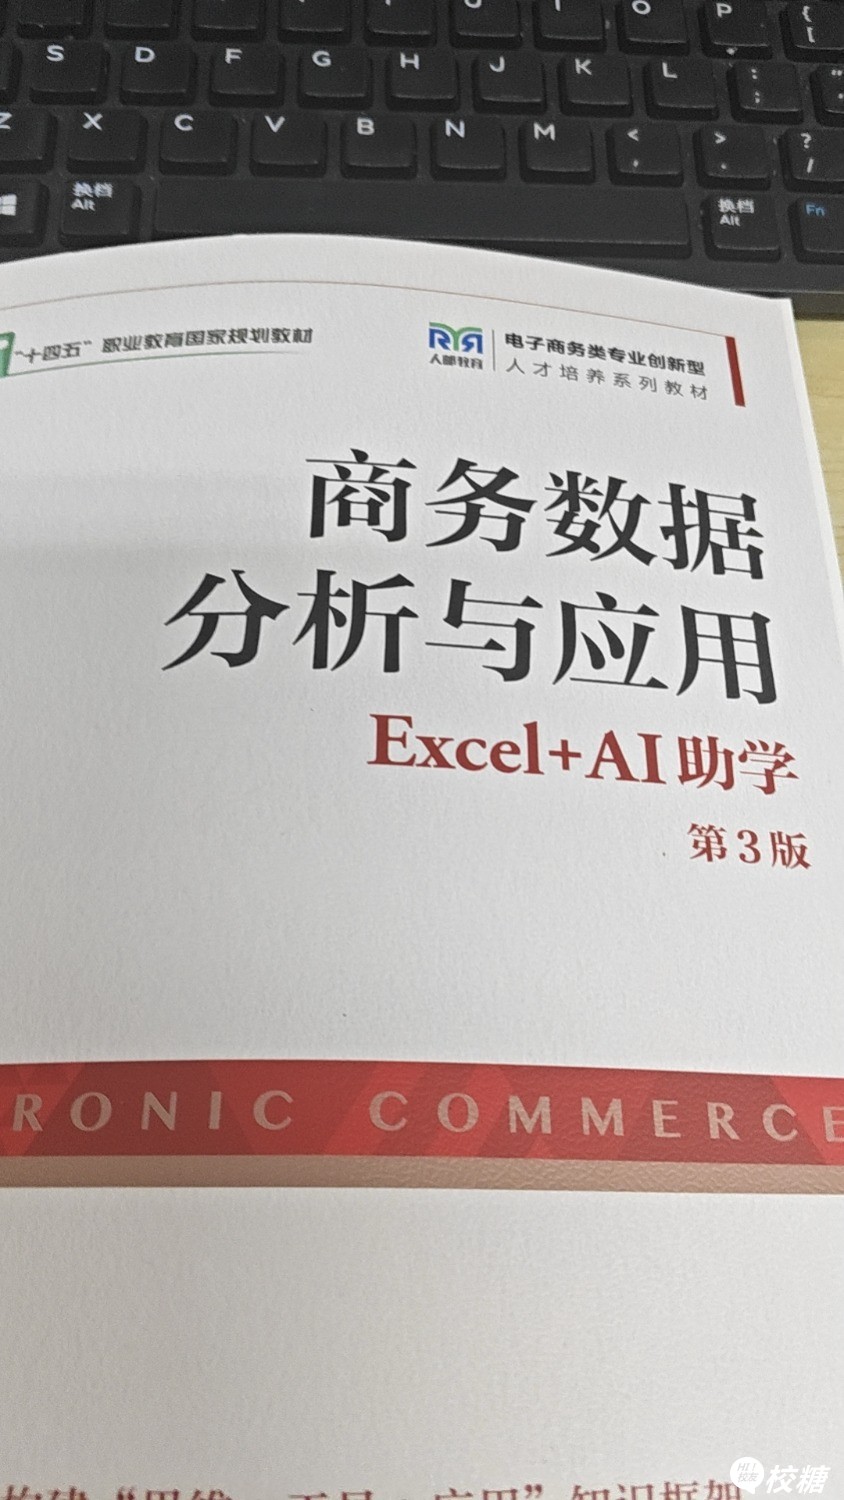 O P { [
S D F G H J K L : ;
Z X C V B N M < , > . ? /
换档 Alt 换档 Alt Fn
"十四五"职业教育国家规划教材
人邮教育
电子商务类专业创新型
人才培养系列教材
商务数据
分析与应用
Excel+AI助学
第3版
RONIC COMMERCE
HI! 校友 校糖